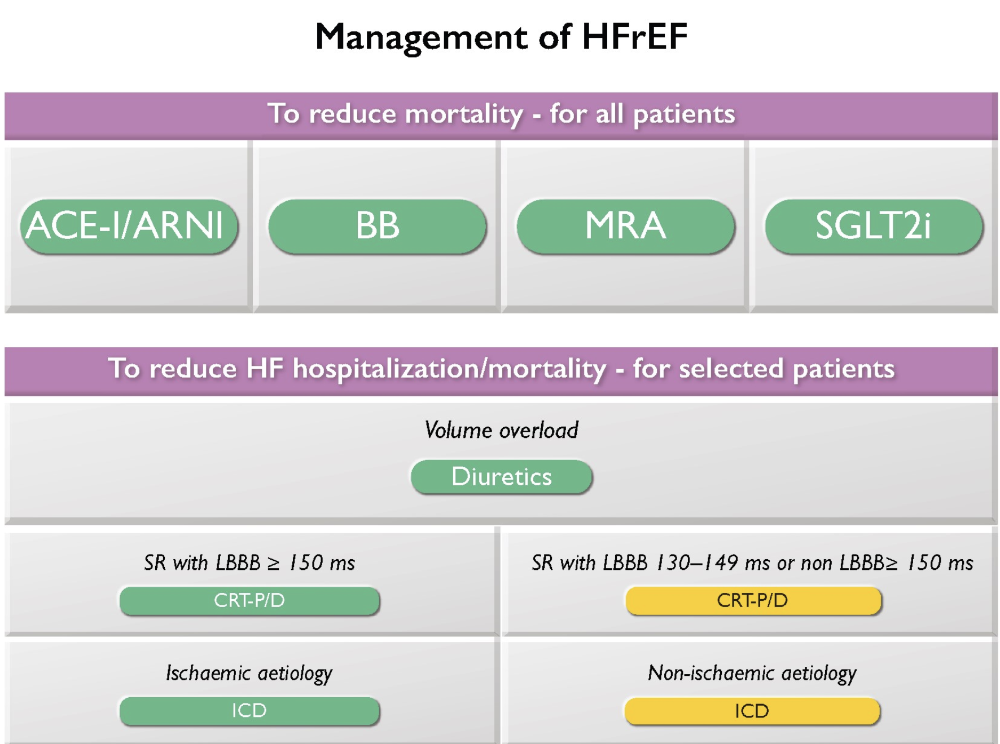 Management of HFrEF
To reduce mortality - for all patients
ACE-I/ARNI
BB
MRA
SGLT2i
To reduce HF hospitalization/mortality - for selected patients
Volume overload
Diuretics
SR with LBBB ≥ 150 ms
SR with LBBB 130–149 ms or non LBBB≥ 150 ms
CRT-P/D
CRT-P/D
Ischaemic aetiology
Non-ischaemic aetiology
ICD
ICD